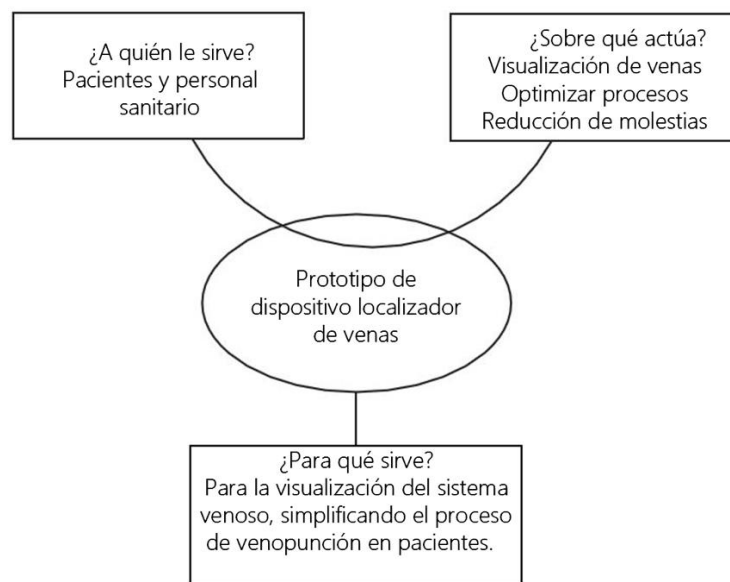 ¿A quién le sirve?
Pacientes y personal
sanitario
¿Sobre qué actúa?
Visualización de venas
Optimizar procesos
Reducción de molestias
Prototipo de
dispositivo localizador
de venas
¿Para qué sirve?
Para la visualización del sistema
venoso, simplificando el proceso
de venopunción en pacientes.